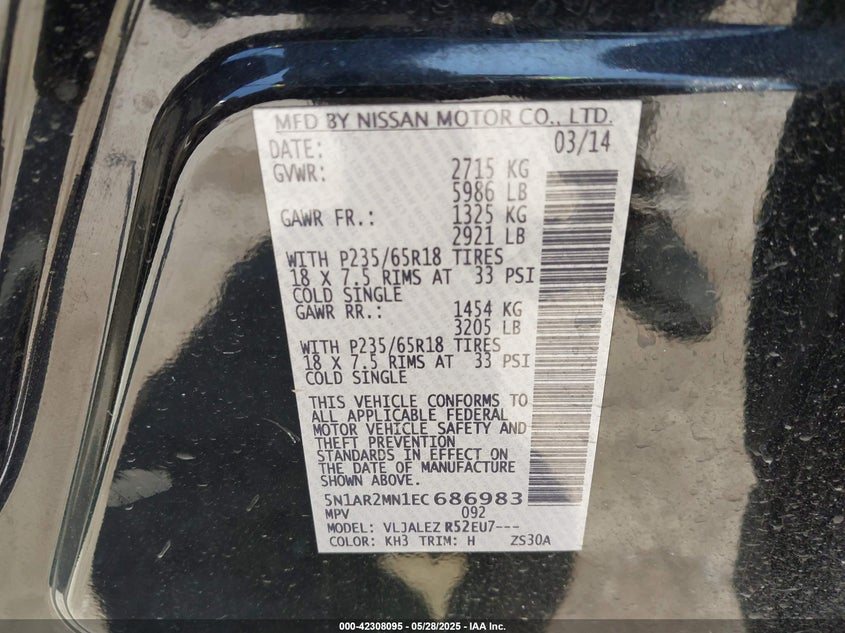 MFD BY NISSAN MOTOR CO., LTD.
DATE: 03/14
GVWR: 2715 KG
5986 LB
GAWR FR.: 1325 KG
2921 LB
WITH P235/65R18 TIRES
18 X 7.5 RIMS AT 33 PSI
COLD SINGLE
GAWR RR.: 1454 KG
3205 LB
WITH P235/65R18 TIRES
18 X 7.5 RIMS AT 33 PSI
COLD SINGLE
THIS VEHICLE CONFORMS TO
ALL APPLICABLE FEDERAL
MOTOR VEHICLE SAFETY AND
THEFT PREVENTION
STANDARDS IN EFFECT ON
THE DATE OF MANUFACTURE
SHOWN ABOVE.
5N1AR2MN1EC686983
MPV 092
MODEL: VLJALEZ R52EU7---
COLOR: KH3 TRIM: H ZS30A
000-42308095 — 05/28/2025 — IAA Inc.